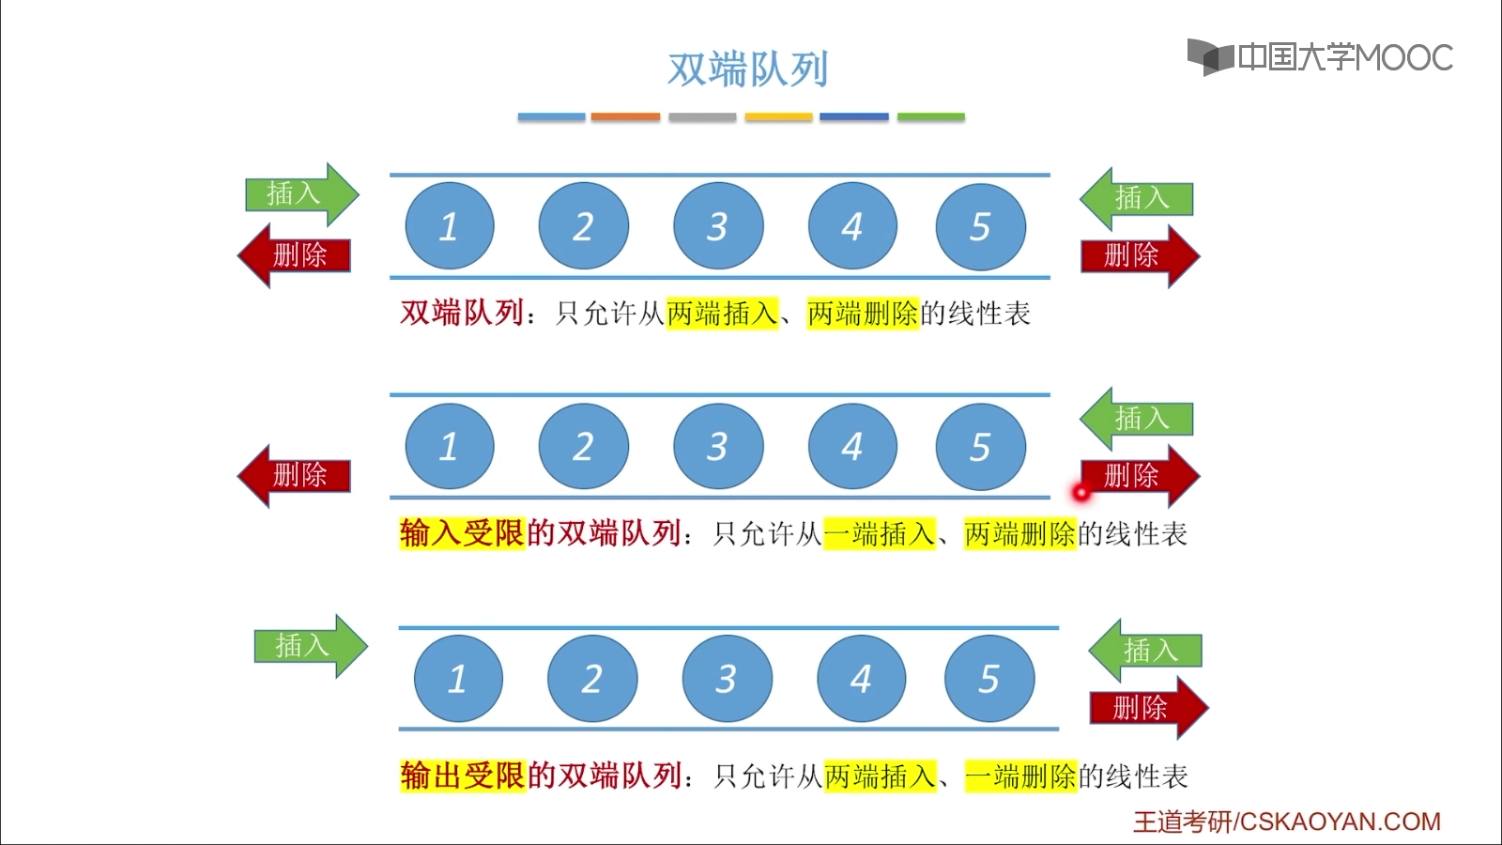 双端队列
中国大学MOOC
插入 1 2 3 4 5 插入
删除 删除
双端队列：只允许从两端插入、两端删除的线性表
1 2 3 4 5 插入
删除 删除
输入受限的双端队列：只允许从一端插入、两端删除的线性表
插入 1 2 3 4 5 插入
删除
输出受限的双端队列：只允许从两端插入、一端删除的线性表
王道考研/CSKAOYAN.COM